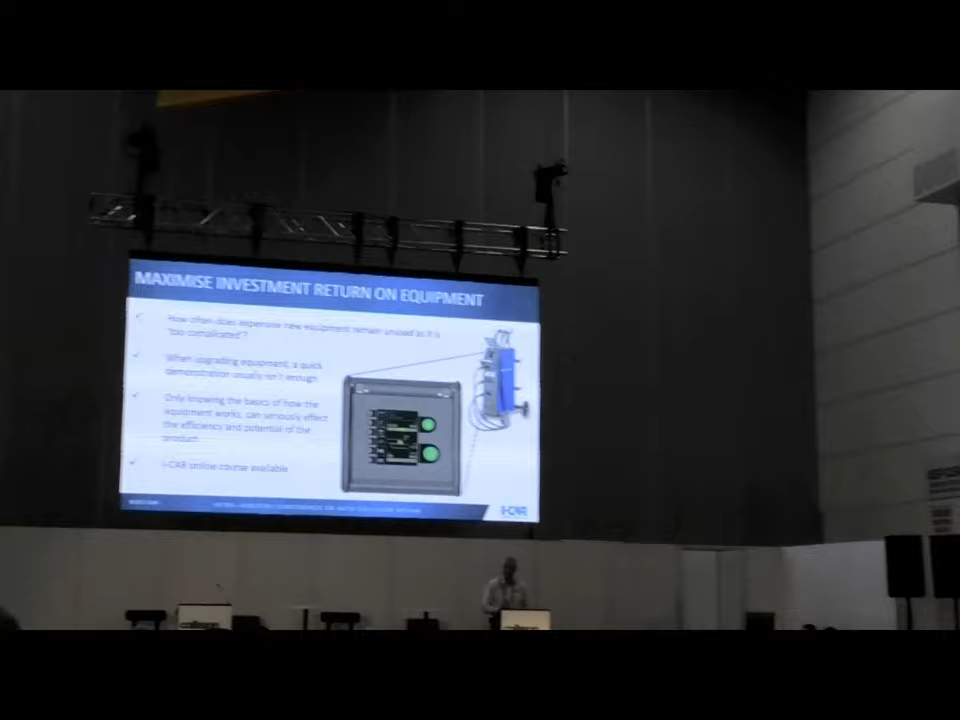 MAXIMISE INVESTMENT RETURN ON EQUIPMENT
How often does expensive new equipment remain unused as it is
"too complicated"?
When upgrading equipment, a quick
demonstration usually isn't enough.
Only knowing the basics of how the
equipment works, can seriously effect
the efficiency and potential of the
product
I-CAR online course available
I-CAR